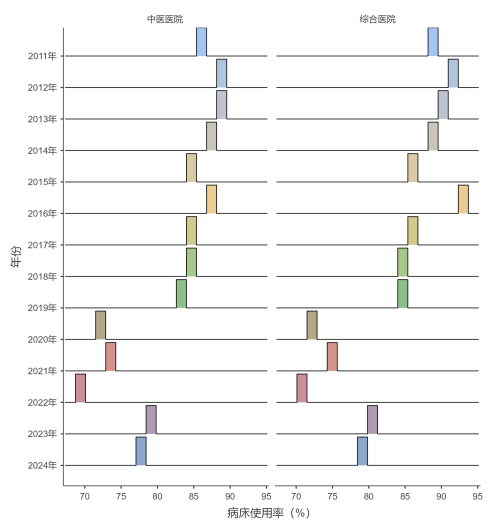 中医医院 综合医院
2011年
2012年
2013年
2014年
2015年
2016年
2017年
2018年
2019年
2020年
2021年
2022年
2023年
2024年
年份
70 75 80 85 90 95 70 75 80 85 90 95
病床使用率（%）